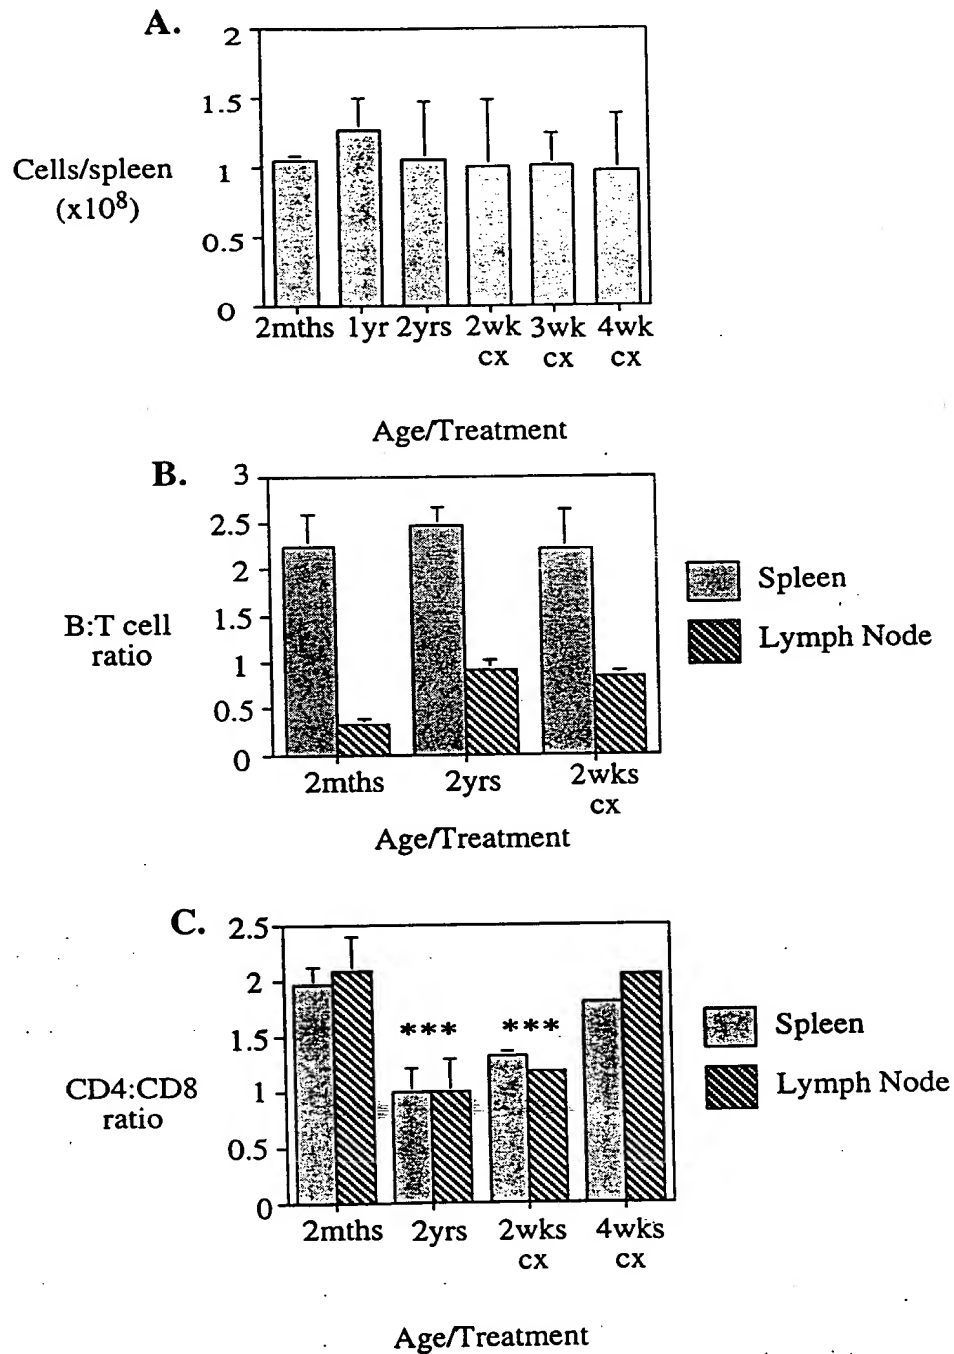 A.
2
1.5
1
0.5
0
Cells/spleen
(x10⁸)
2mths 1yr 2yrs 2wk 3wk 4wk
cx cx cx
Age/Treatment
B.
3
2.5
2
1.5
1
0.5
0
B:T cell
ratio
Spleen
Lymph Node
2mths 2yrs 2wks
cx
Age/Treatment
C.
2.5
2
1.5
1
0.5
0
CD4:CD8
ratio
*** ***
Spleen
Lymph Node
2mths 2yrs 2wks 4wks
cx cx
Age/Treatment